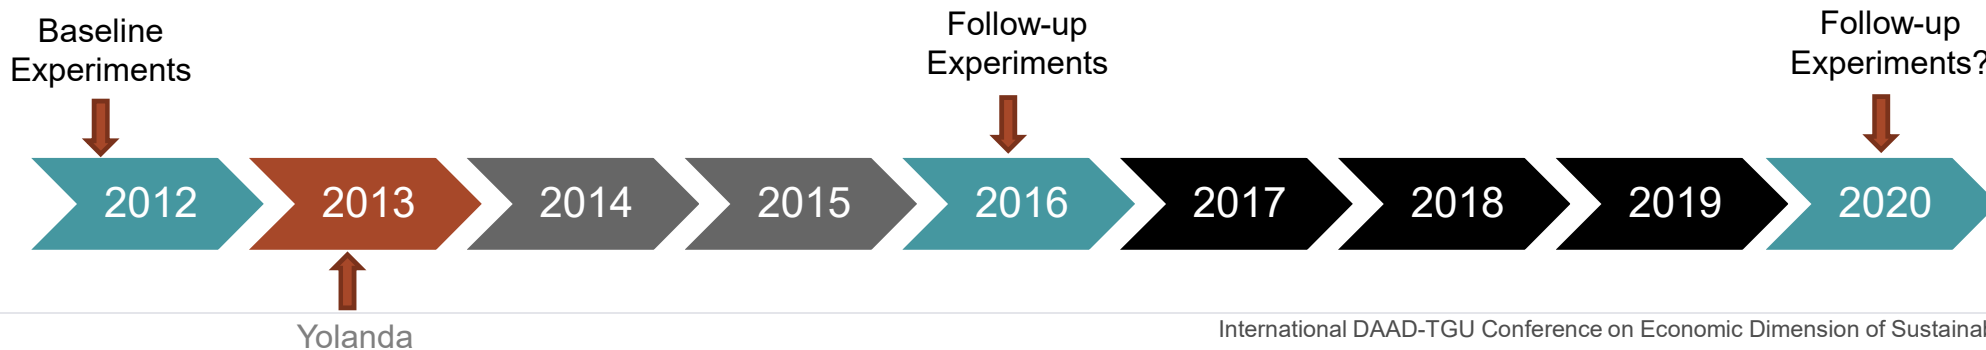 Baseline
Experiments
Follow-up
Experiments
Follow-up
Experiments?
2012
2013
2014
2015
2016
2017
2018
2019
2020
Yolanda
International DAAD-TGU Conference on Economic Dimension of